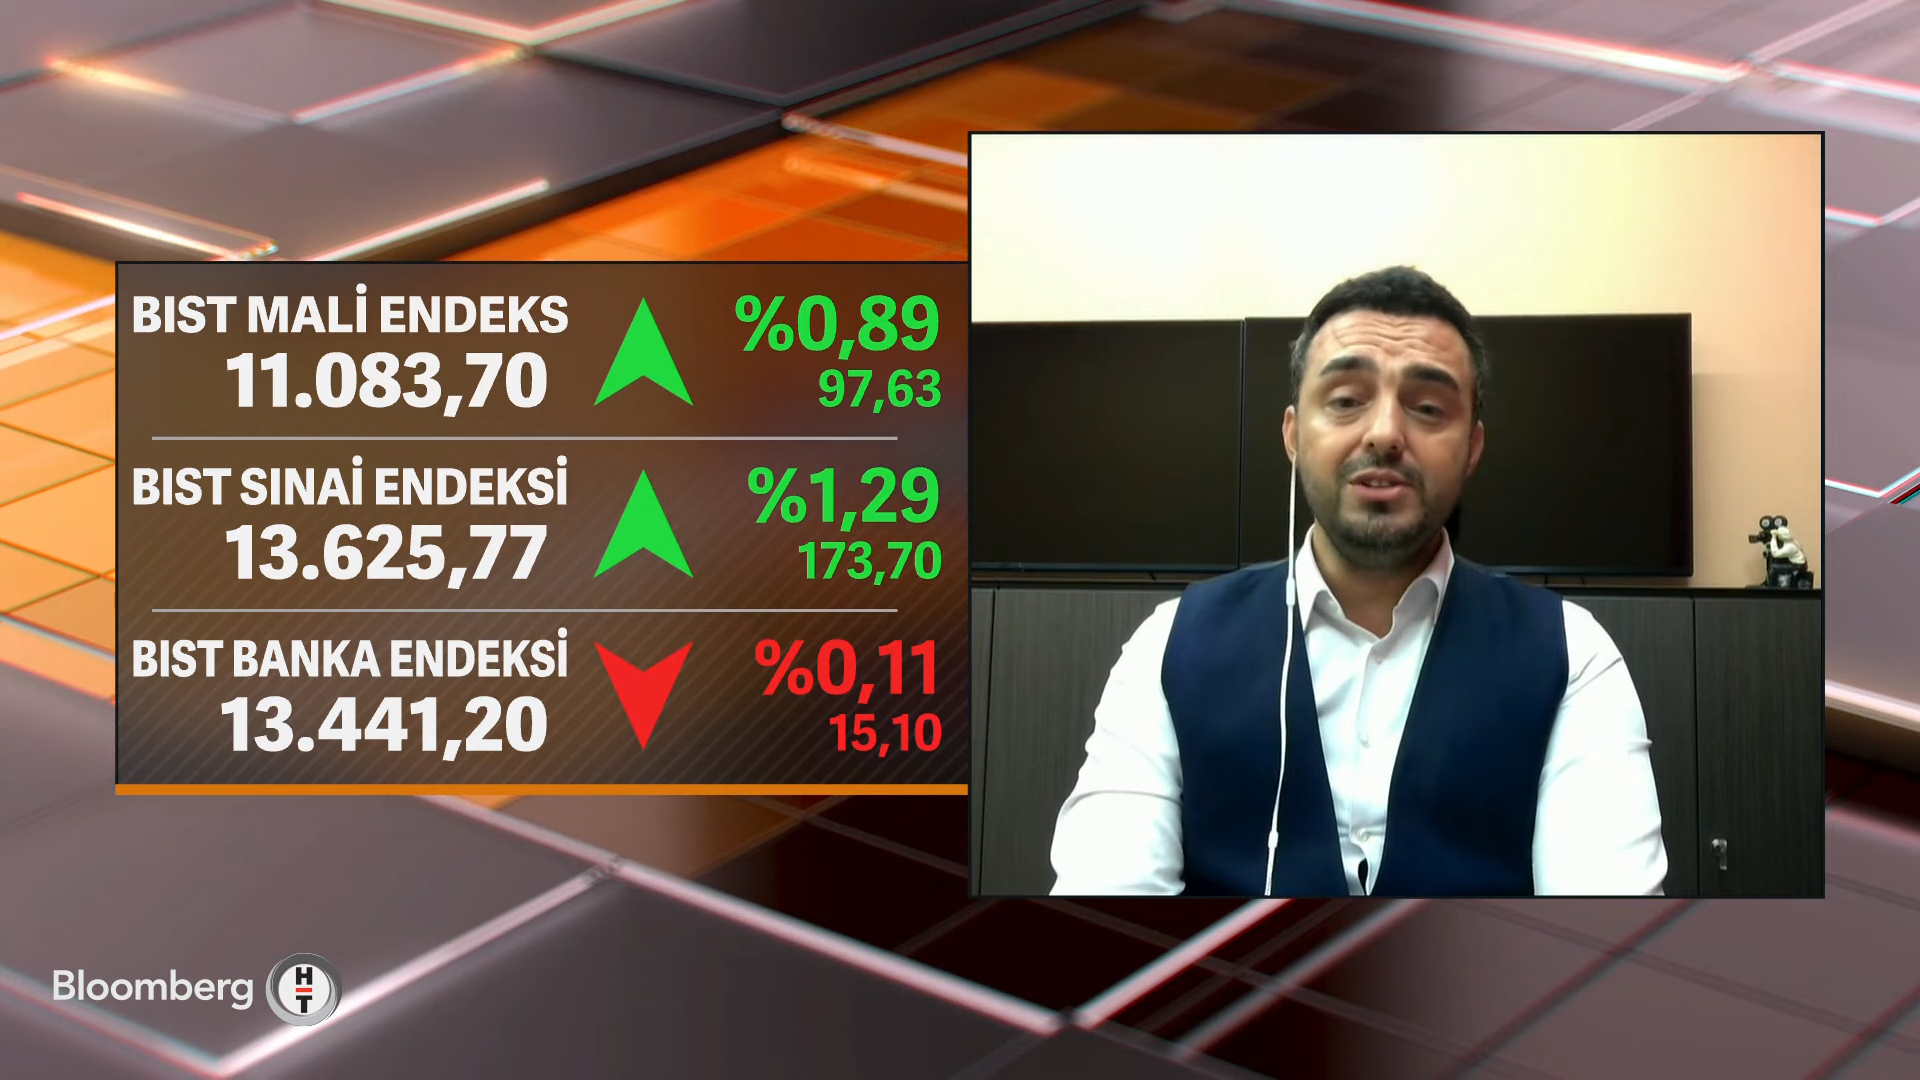 BIST MALİ ENDEKS
11.083,70
%0,89
97,63
BIST SINAİ ENDEKSİ
13.625,77
%1,29
173,70
BIST BANKA ENDEKSİ
13.441,20
%0,11
15,10
Bloomberg HT